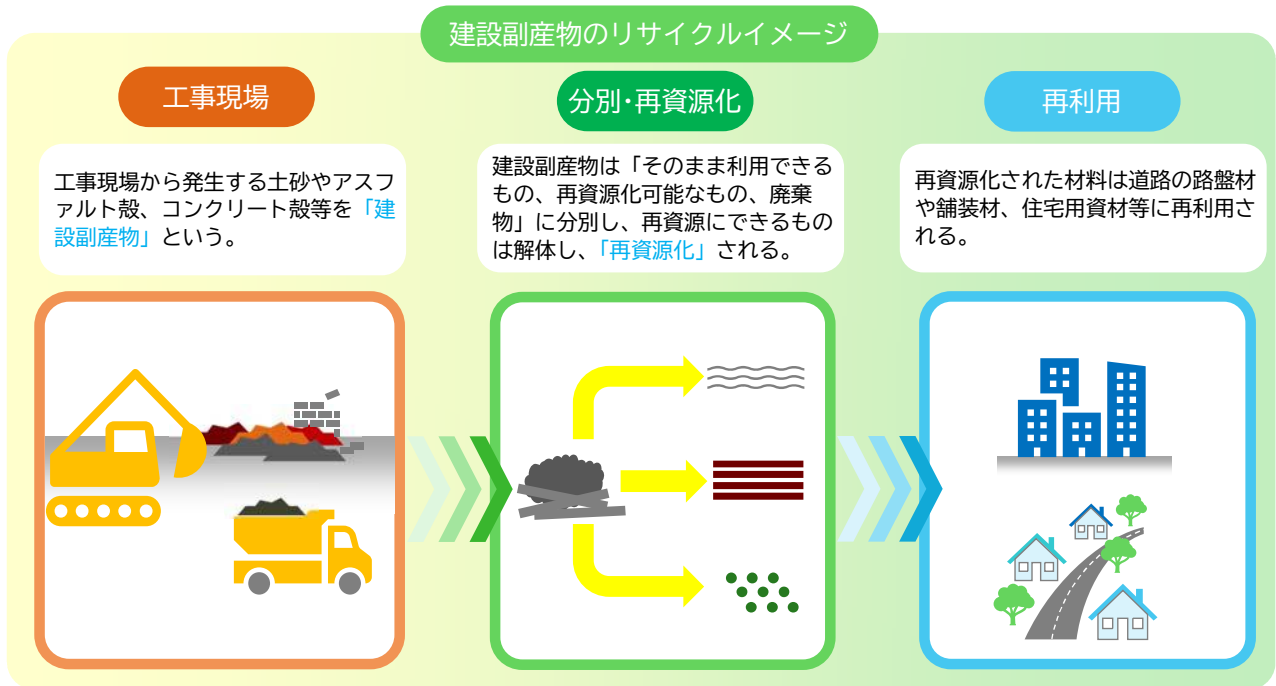 建設副産物のリサイクルイメージ
工事現場
工事現場から発生する土砂やアスフ
ァルト殻、コンクリート殻等を「建
設副産物」という。
分別・再資源化
建設副産物は「そのまま利用できる
もの、再資源化可能なもの、廃棄
物」に分別し、再資源にできるもの
は解体し、「再資源化」される。
再利用
再資源化された材料は道路の路盤材
や舗装材、住宅用資材等に再利用さ
れる。